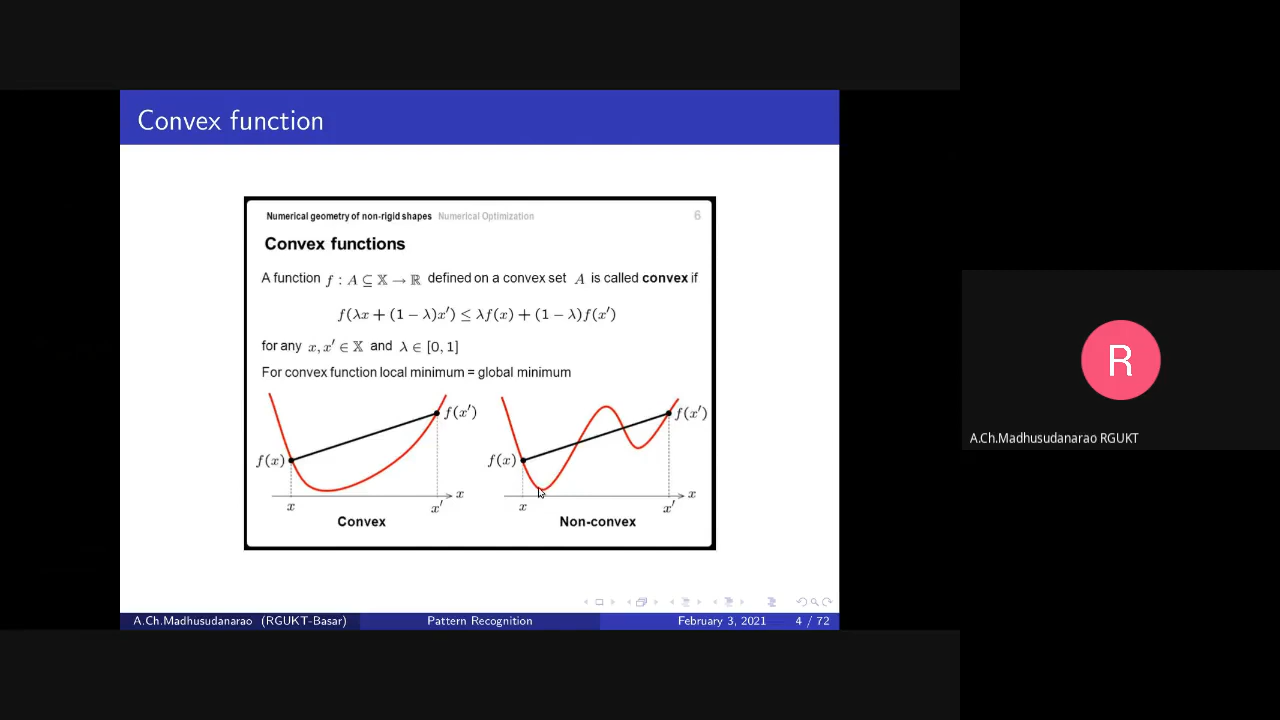 Convex function
Numerical geometry of non-rigid shapes Numerical Optimization 6
Convex functions
A function f : A ⊆ 𝕏 → ℝ defined on a convex set A is called convex if
f(λx + (1 − λ)x′) ≤ λf(x) + (1 − λ)f(x′)
for any x, x′ ∈ 𝕏 and λ ∈ [0, 1]
For convex function local minimum = global minimum
f(x′) f(x′)
f(x) f(x)
x x
x x′ x x′
Convex Non-convex
A.Ch.Madhusudanarao (RGUKT-Basar) Pattern Recognition February 3, 2021 4 / 72
R
A.Ch.Madhusudanarao RGUKT